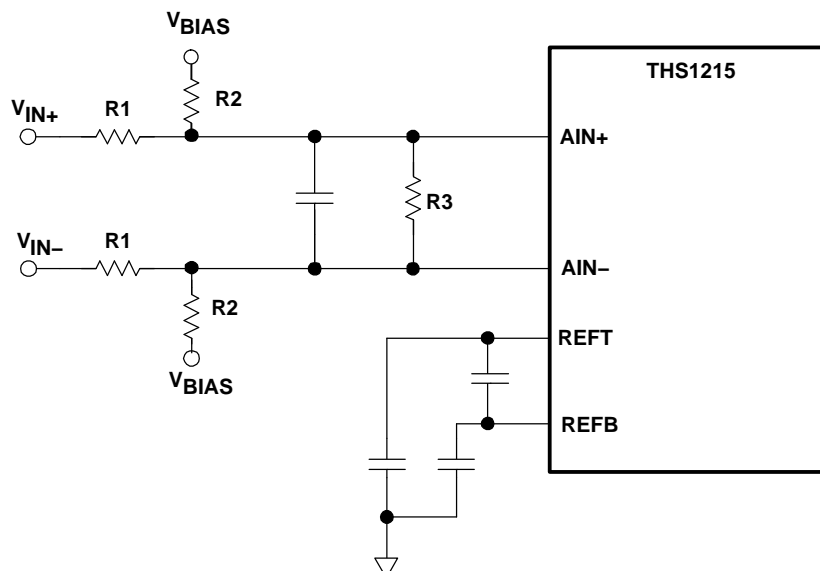 VBIAS
THS1215
R2
VIN+
R1
AIN+
R3
VIN−
R1
AIN−
R2
REFT
VBIAS
REFB